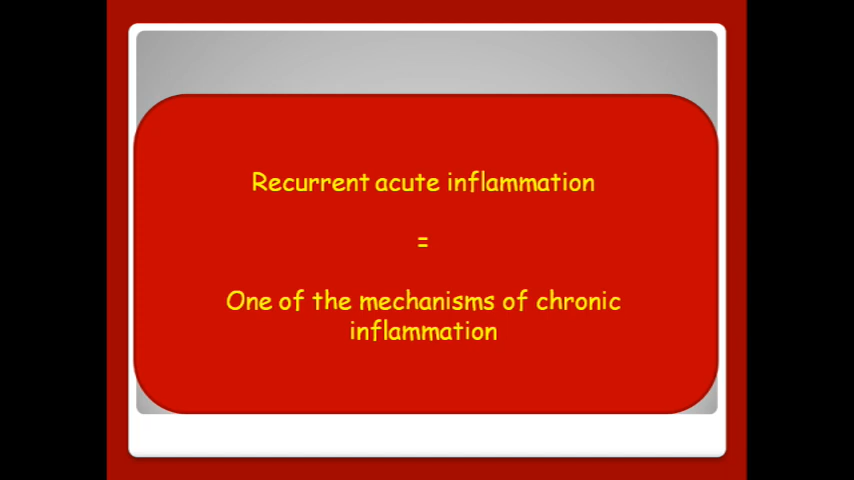 Recurrent acute inflammation
=
One of the mechanisms of chronic
inflammation